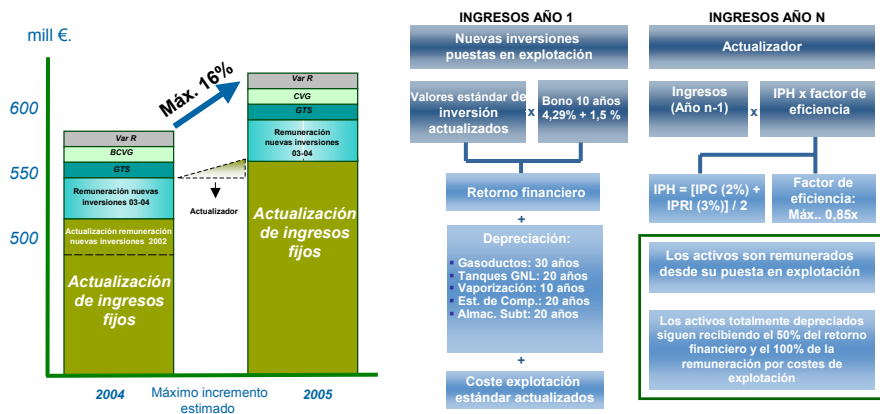 mill €.
600
550
500
Máx. 16%
Var R
BCVG
GTS
Remuneración nuevas
inversiones 03-04
Actualización remuneración
nuevas inversiones 2002
Actualización
de ingresos
fijos
Actualizador
Var R
CVG
GTS
Remuneración
nuevas inversiones
03-04
Actualización
de ingresos
fijos
2004
Máximo incremento
estimado
2005
INGRESOS AÑO 1
Nuevas inversiones
puestas en explotación
Valores estándar de
inversión
actualizados
x
Bono 10 años
4,29% + 1,5 %
Retorno financiero
+
Depreciación:
▪ Gasoductos: 30 años
▪ Tanques GNL: 20 años
▪ Vaporización: 10 años
▪ Est. de Comp.: 20 años
▪ Almac. Subt: 20 años
+
Coste explotación
estándar actualizados
INGRESOS AÑO N
Actualizador
Ingresos
(Año n-1)
x
IPH x factor de
eficiencia
IPH = [IPC (2%) +
IPRI (3%)] / 2
Factor de
eficiencia:
Máx.. 0,85x
Los activos son remunerados
desde su puesta en explotación
Los activos totalmente depreciados
siguen recibiendo el 50% del retorno
financiero y el 100% de la
remuneración por costes de
explotación